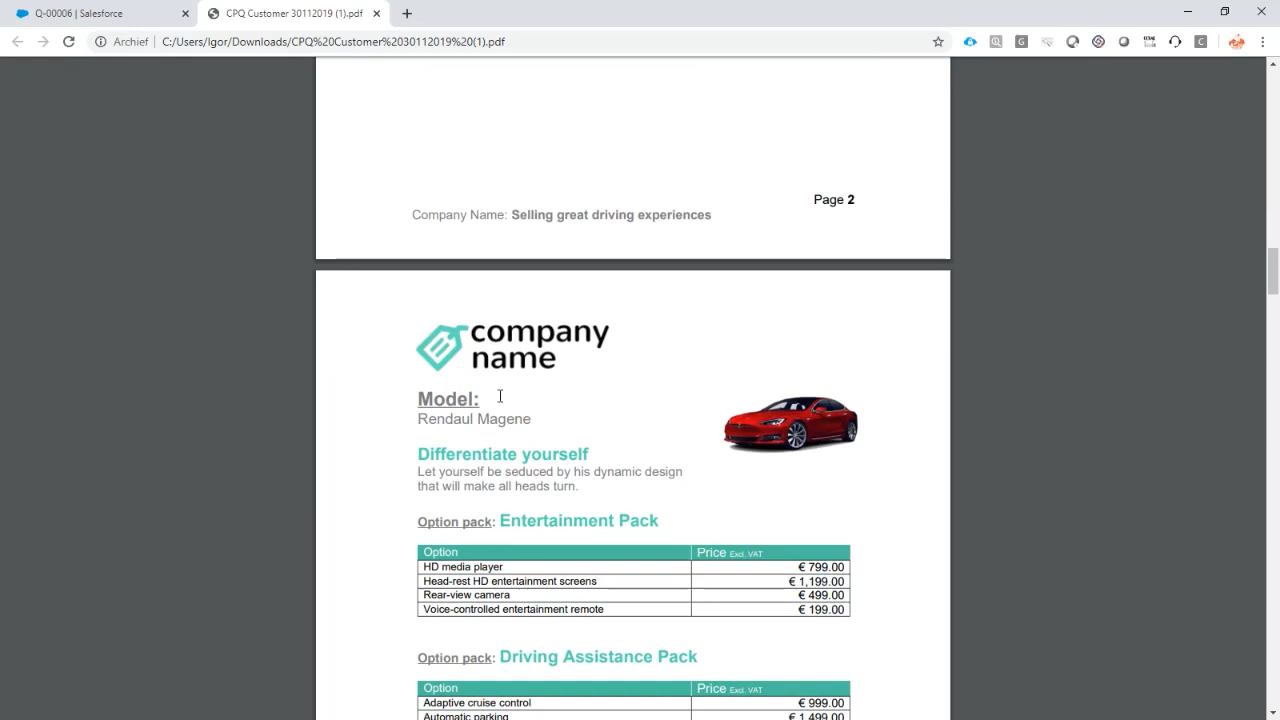 Q-00006 | Salesforce
CPQ Customer 30112019 (1).pdf
Archief
C:/Users/Igor/Downloads/CPQ%20Customer%2030112019%20(1).pdf
Page 2
Company Name: Selling great driving experiences
company
name
Model:
Rendaul Magene
Differentiate yourself
Let yourself be seduced by his dynamic design
that will make all heads turn.
Option pack: Entertainment Pack
Option Price Excl. VAT
HD media player € 799.00
Head-rest HD entertainment screens € 1,199.00
Rear-view camera € 499.00
Voice-controlled entertainment remote € 199.00
Option pack: Driving Assistance Pack
Option Price Excl. VAT
Adaptive cruise control € 999.00
Automatic parking € 1,499.00